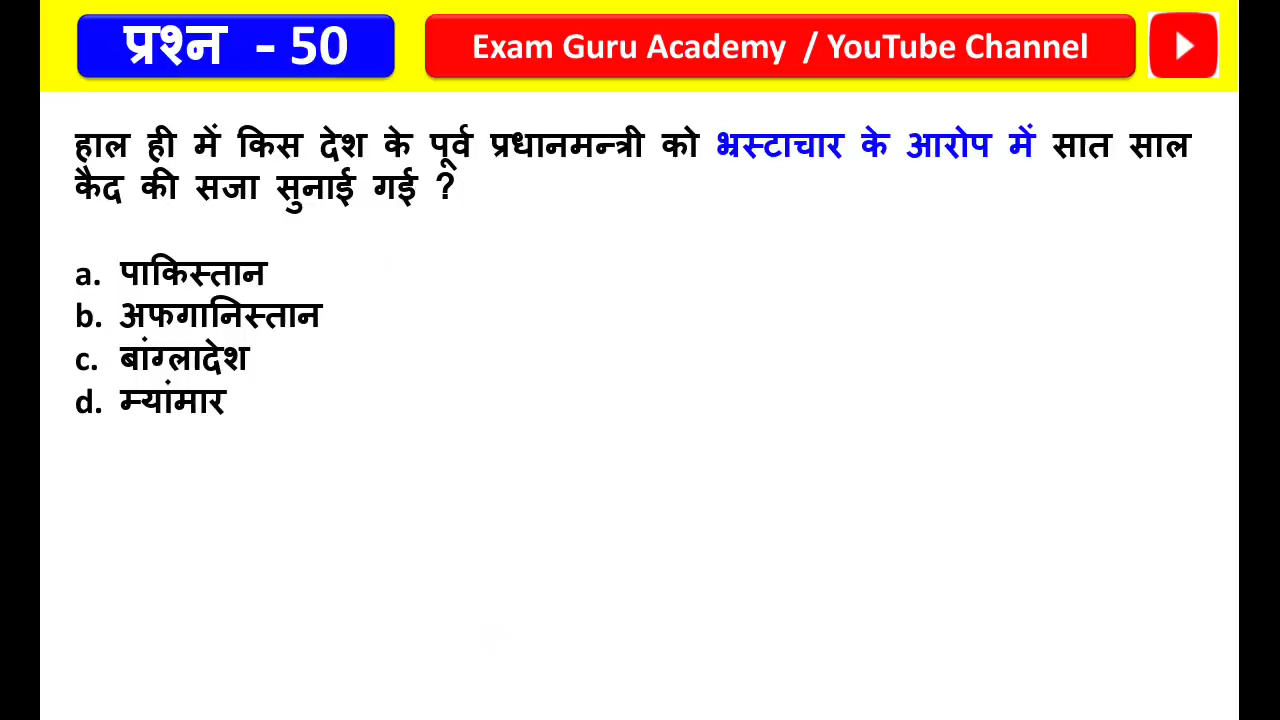 प्रश्न - 50
Exam Guru Academy / YouTube Channel
हाल ही में किस देश के पूर्व प्रधानमन्त्री को भ्रस्टाचार के आरोप में सात साल
कैद की सजा सुनाई गई ?
a. पाकिस्तान
b. अफगानिस्तान
c. बांग्लादेश
d. म्यांमार